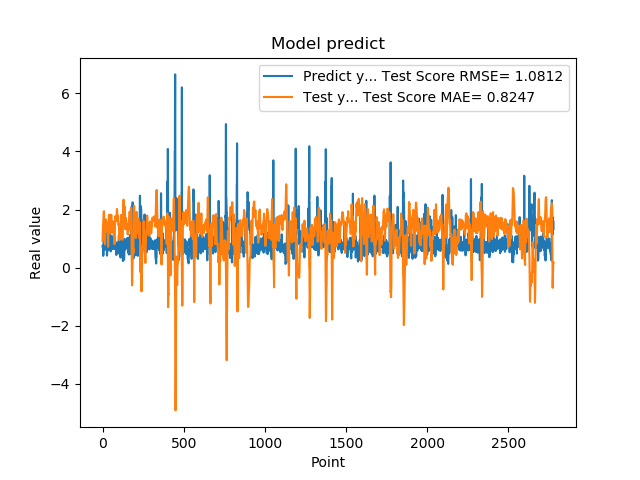 Model predict
Predict y... Test Score RMSE= 1.0812
Test y... Test Score MAE= 0.8247
Real value
6
4
2
0
−2
−4
0 500 1000 1500 2000 2500
Point